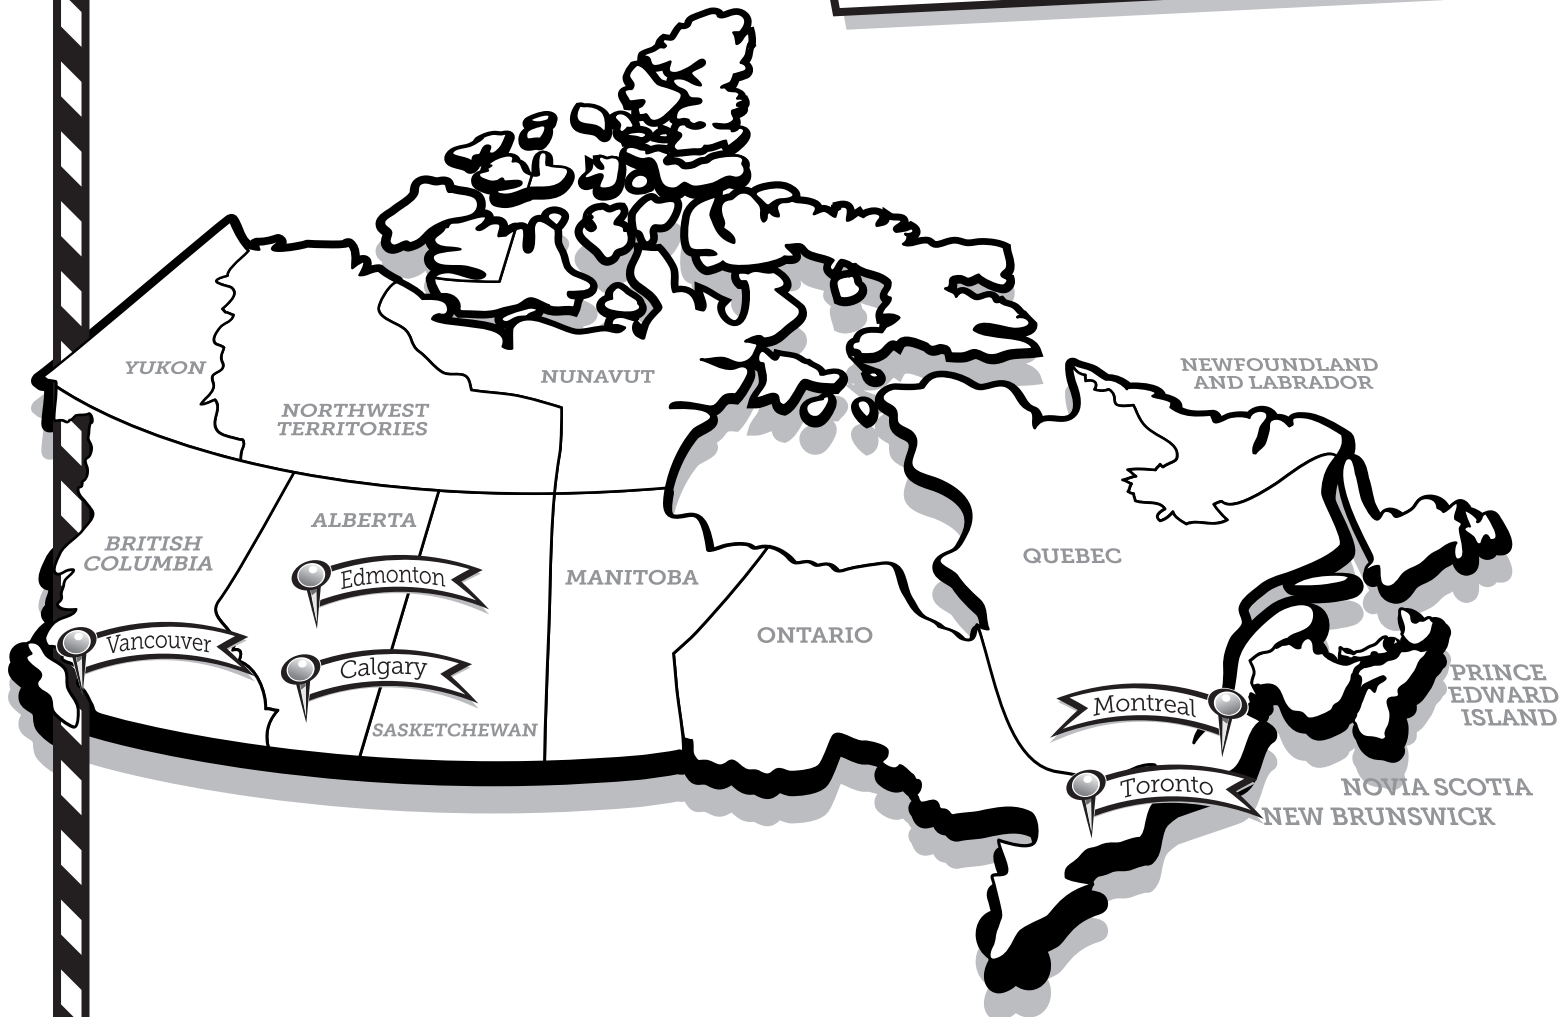 NEWFOUNDLAND
AND LABRADOR
YUKON
NUNAVUT
NORTHWEST
TERRITORIES
ALBERTA
BRITISH
COLUMBIA
QUEBEC
Edmonton
MANITOBA
ONTARIO
Vancouver
Calgary
PRINCE
EDWARD
ISLAND
Montreal
SASKETCHEWAN
Toronto
NOVIA SCOTIA
NEW BRUNSWICK